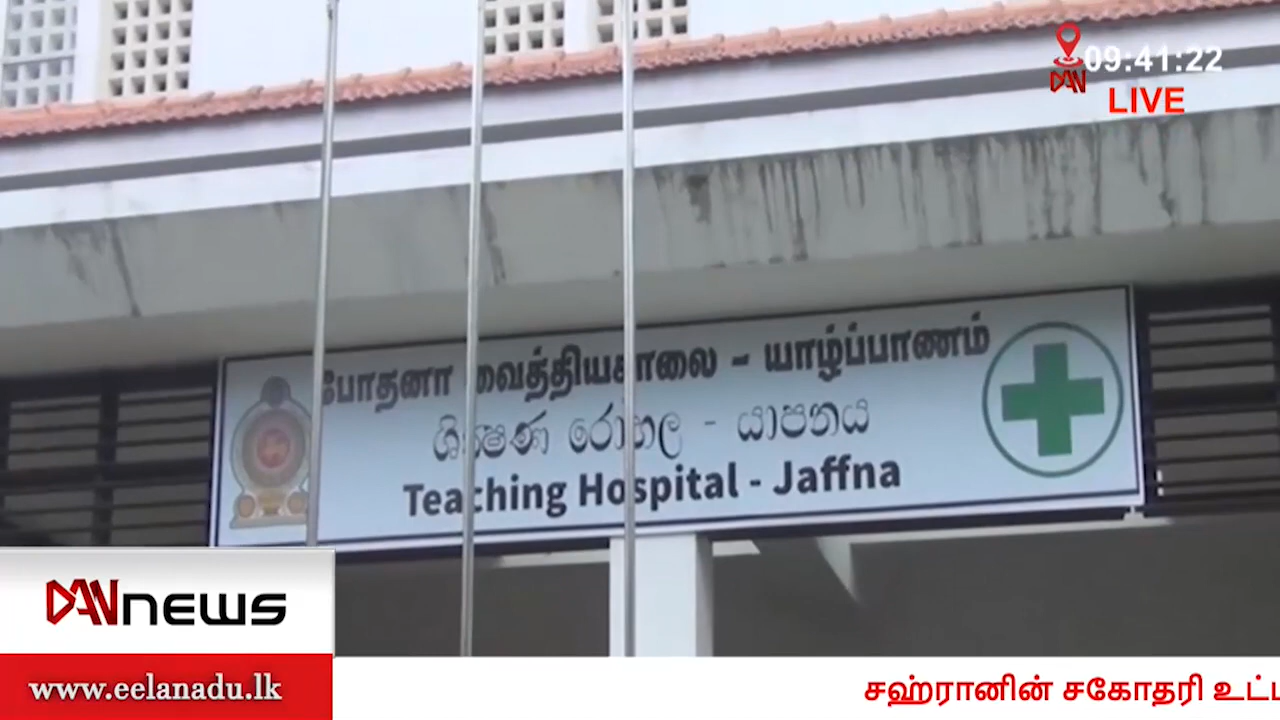 09:41:22
DAN
LIVE
போதனா வைத்தியசாலை - யாழ்ப்பாணம்
ශික්ෂණ රෝහල - යාපනය
Teaching Hospital - Jaffna
DAN news
www.eelanadu.lk
சஹ்ரானின் சகோதரி